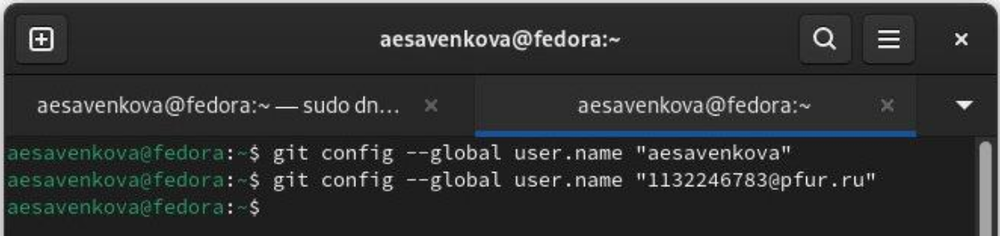 aesavenkova@fedora:~
aesavenkova@fedora:~ — sudo dn…
aesavenkova@fedora:~
aesavenkova@fedora:~$ git config --global user.name "aesavenkova"
aesavenkova@fedora:~$ git config --global user.name "1132246783@pfur.ru"
aesavenkova@fedora:~$